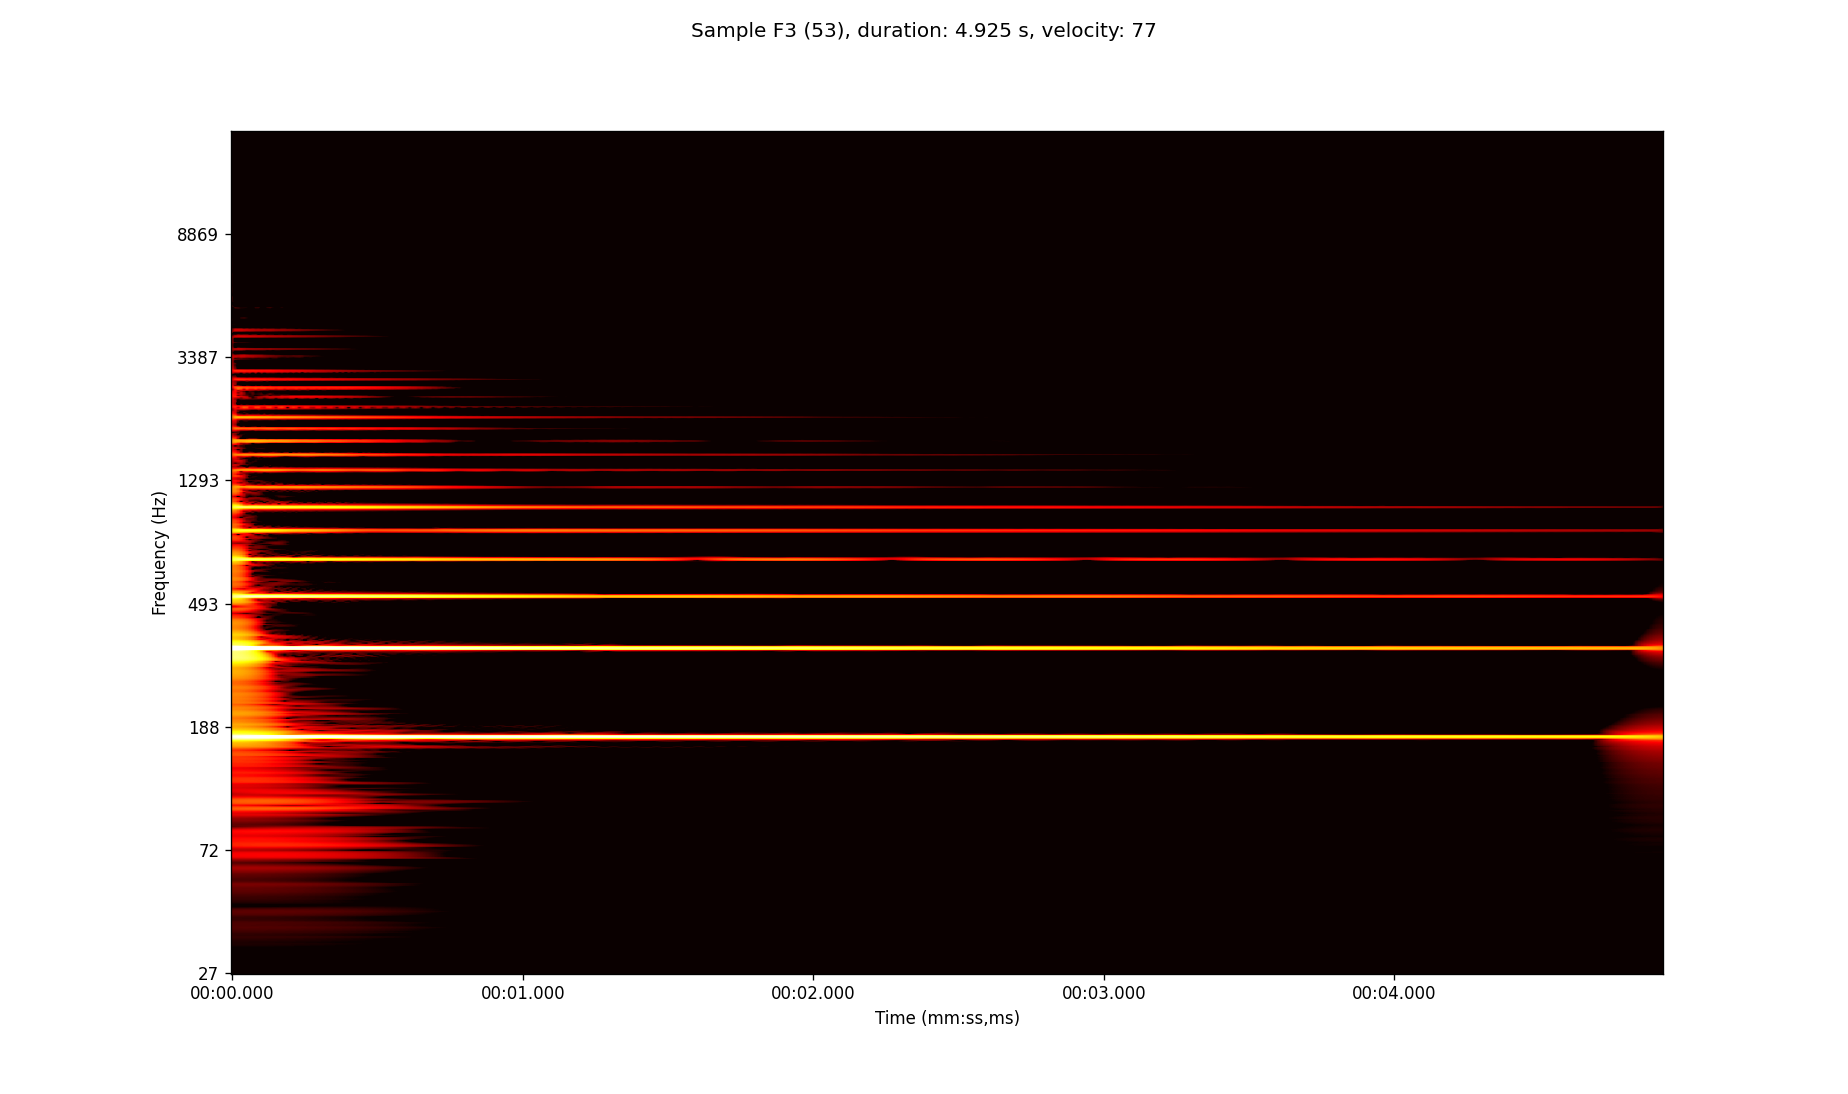 Sample F3 (53), duration: 4.925 s, velocity: 77
8869
3387
1293
493
188
72
27
Frequency (Hz)
00:00.000 00:01.000 00:02.000 00:03.000 00:04.000
Time (mm:ss,ms)